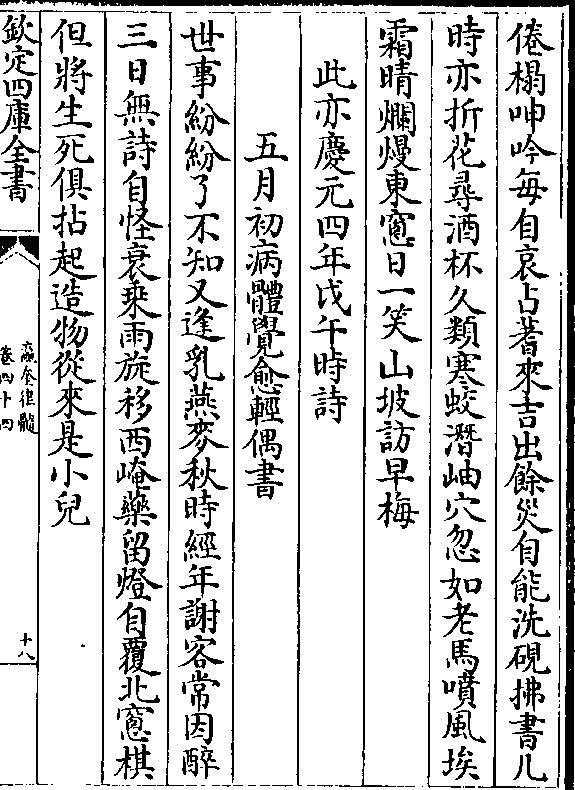 倦榻呻吟每自哀占蓍來吉出餘災自能洗硯拂書几
時亦折花尋酒杯久類寒蛟潛岫穴忽如老馬噴風埃
霜晴爛熳東窻日一笑山坡訪早梅
此亦慶元四年戊午時詩
五月初病體覺愈輕偶書
世事紛紛了不知又逢乳燕麥秋時經年謝客常因醉
三日無詩自怪衰乘雨旋移西崦藥留燈自覆北窻棋
但將生死俱拈起造物從來是小兒
欽定四庫全書
瀛奎律髓
卷四十四
十八